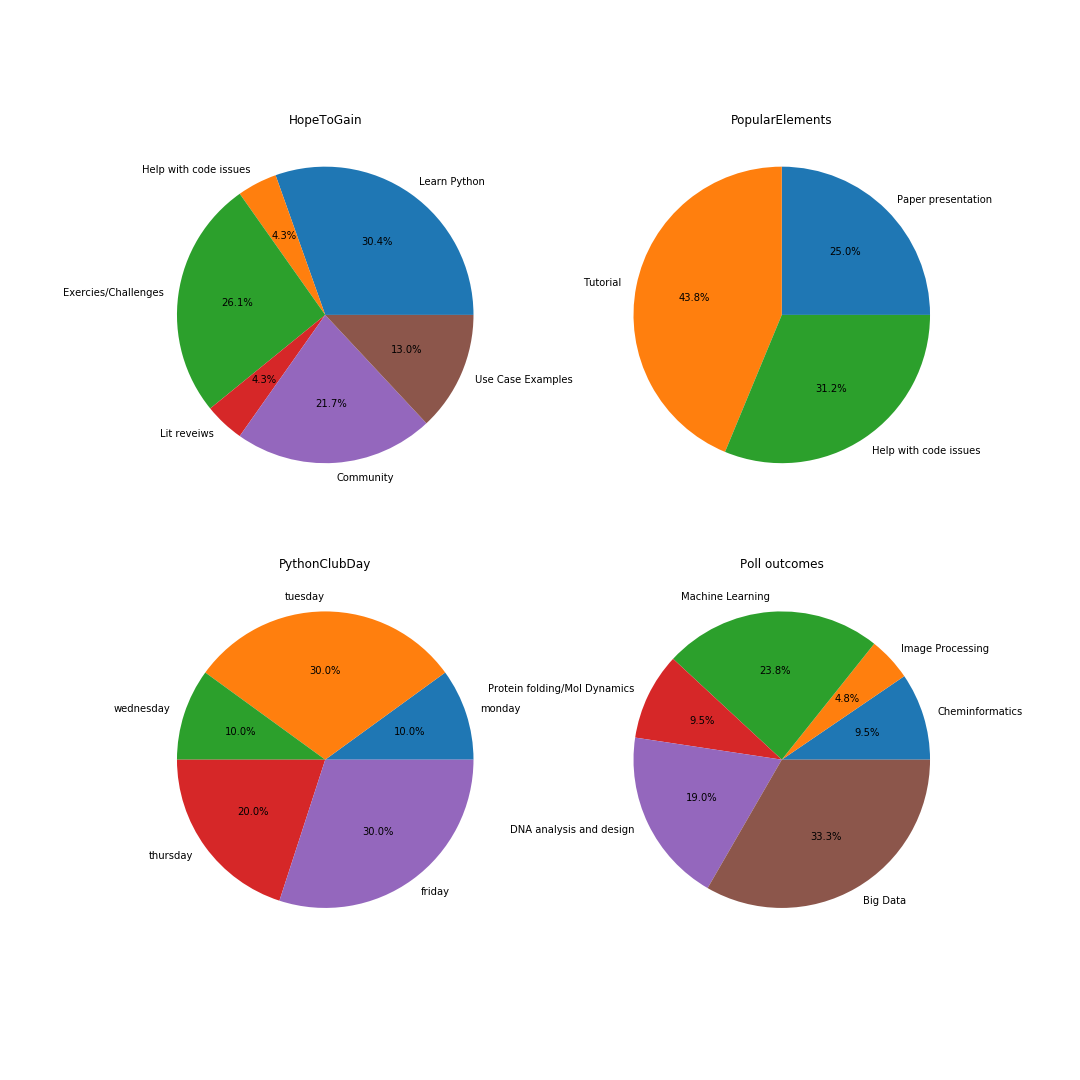 HopeToGain
Help with code issues
Learn Python
4.3%
30.4%
Exercies/Challenges
26.1%
13.0%
4.3%
Use Case Examples
21.7%
Lit reveiws
Community
PopularElements
Paper presentation
25.0%
Tutorial
43.8%
31.2%
Help with code issues
PythonClubDay
tuesday
30.0%
wednesday
monday
10.0%
10.0%
20.0%
30.0%
thursday
friday
Poll outcomes
Machine Learning
Image Processing
23.8%
Protein folding/Mol Dynamics
4.8%
Cheminformatics
9.5%
9.5%
19.0%
DNA analysis and design
33.3%
Big Data